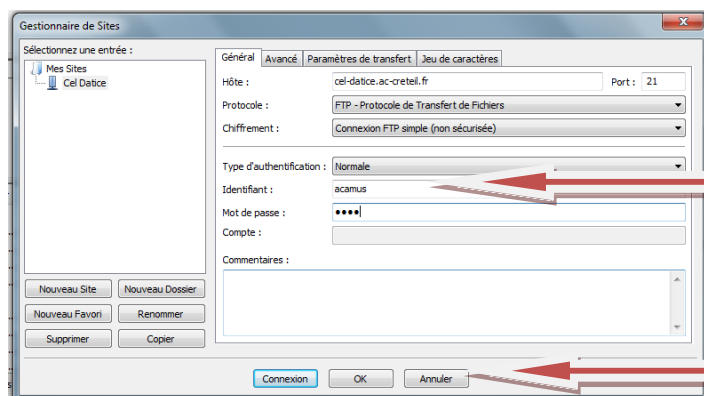 Gestionnaire de Sites
Sélectionnez une entrée :
Mes Sites
Cel Datice
Nouveau Site
Nouveau Dossier
Nouveau Favori
Renommer
Supprimer
Copier
Général
Avancé
Paramètres de transfert
Jeu de caractères
Hôte :
cel-datice.ac-creteil.fr
Port :
21
Protocole :
FTP - Protocole de Transfert de Fichiers
Chiffrement :
Connexion FTP simple (non sécurisée)
Type d'authentification :
Normale
Identifiant :
acamus
Mot de passe :
••••
Compte :
Commentaires :
Connexion
OK
Annuler